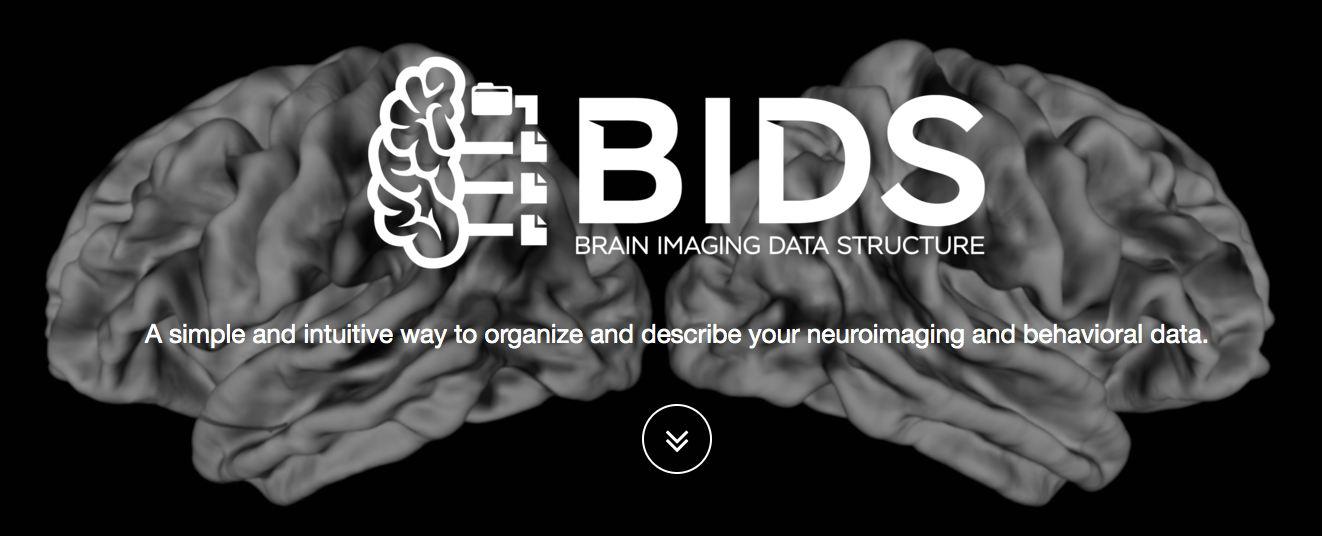 BIDS
BRAIN IMAGING DATA STRUCTURE
A simple and intuitive way to organize and describe your neuroimaging and behavioral data.